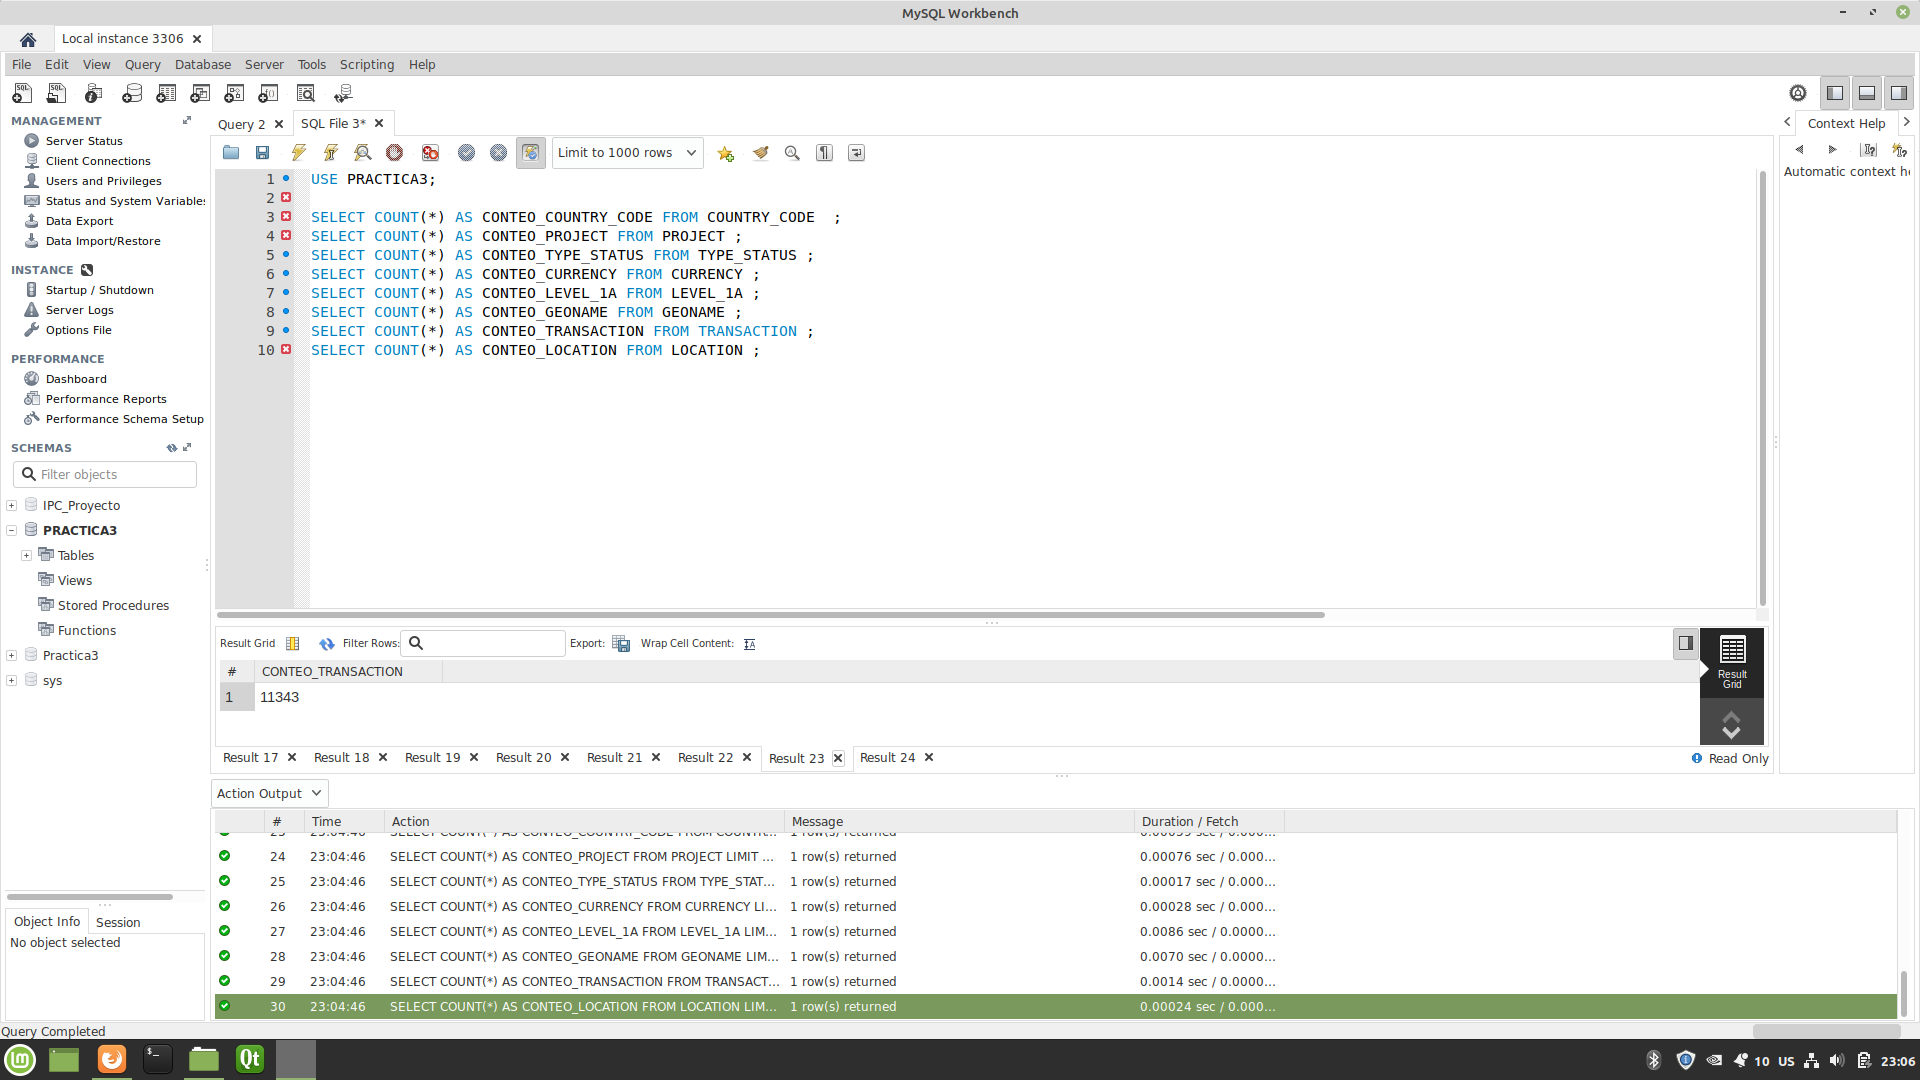 MySQL Workbench
Local instance 3306
File Edit View Query Database Server Tools Scripting Help
MANAGEMENT
Server Status
Client Connections
Users and Privileges
Status and System Variables
Data Export
Data Import/Restore
INSTANCE
Startup / Shutdown
Server Logs
Options File
PERFORMANCE
Dashboard
Performance Reports
Performance Schema Setup
SCHEMAS
Filter objects
IPC_Proyecto
PRACTICA3
Tables
Views
Stored Procedures
Functions
Practica3
sys
Object Info Session
No object selected
Query 2 SQL File 3*
Limit to 1000 rows
1 USE PRACTICA3;
2
3 SELECT COUNT(*) AS CONTEO_COUNTRY_CODE FROM COUNTRY_CODE ;
4 SELECT COUNT(*) AS CONTEO_PROJECT FROM PROJECT ;
5 SELECT COUNT(*) AS CONTEO_TYPE_STATUS FROM TYPE_STATUS ;
6 SELECT COUNT(*) AS CONTEO_CURRENCY FROM CURRENCY ;
7 SELECT COUNT(*) AS CONTEO_LEVEL_1A FROM LEVEL_1A ;
8 SELECT COUNT(*) AS CONTEO_GEONAME FROM GEONAME ;
9 SELECT COUNT(*) AS CONTEO_TRANSACTION FROM TRANSACTION ;
10 SELECT COUNT(*) AS CONTEO_LOCATION FROM LOCATION ;
Context Help
Automatic context he
Result Grid Filter Rows: Export: Wrap Cell Content:
# CONTEO_TRANSACTION
1 11343
Result
Grid
Result 17 Result 18 Result 19 Result 20 Result 21 Result 22 Result 23 Result 24 Read Only
Action Output
# Time Action Message Duration / Fetch
23 23:04:46 SELECT COUNT(*) AS CONTEO_COUNTRY_CODE FROM COUNTR... 1 row(s) returned
24 23:04:46 SELECT COUNT(*) AS CONTEO_PROJECT FROM PROJECT LIMIT ... 1 row(s) returned 0.00076 sec / 0.000...
25 23:04:46 SELECT COUNT(*) AS CONTEO_TYPE_STATUS FROM TYPE_STAT... 1 row(s) returned 0.00017 sec / 0.000...
26 23:04:46 SELECT COUNT(*) AS CONTEO_CURRENCY FROM CURRENCY LI... 1 row(s) returned 0.00028 sec / 0.000...
27 23:04:46 SELECT COUNT(*) AS CONTEO_LEVEL_1A FROM LEVEL_1A LIM... 1 row(s) returned 0.0086 sec / 0.0000...
28 23:04:46 SELECT COUNT(*) AS CONTEO_GEONAME FROM GEONAME LIM... 1 row(s) returned 0.0070 sec / 0.0000...
29 23:04:46 SELECT COUNT(*) AS CONTEO_TRANSACTION FROM TRANSACT... 1 row(s) returned 0.0014 sec / 0.0000...
30 23:04:46 SELECT COUNT(*) AS CONTEO_LOCATION FROM LOCATION LIM... 1 row(s) returned 0.00024 sec / 0.000...
Query Completed
Qt 10 US 23:06